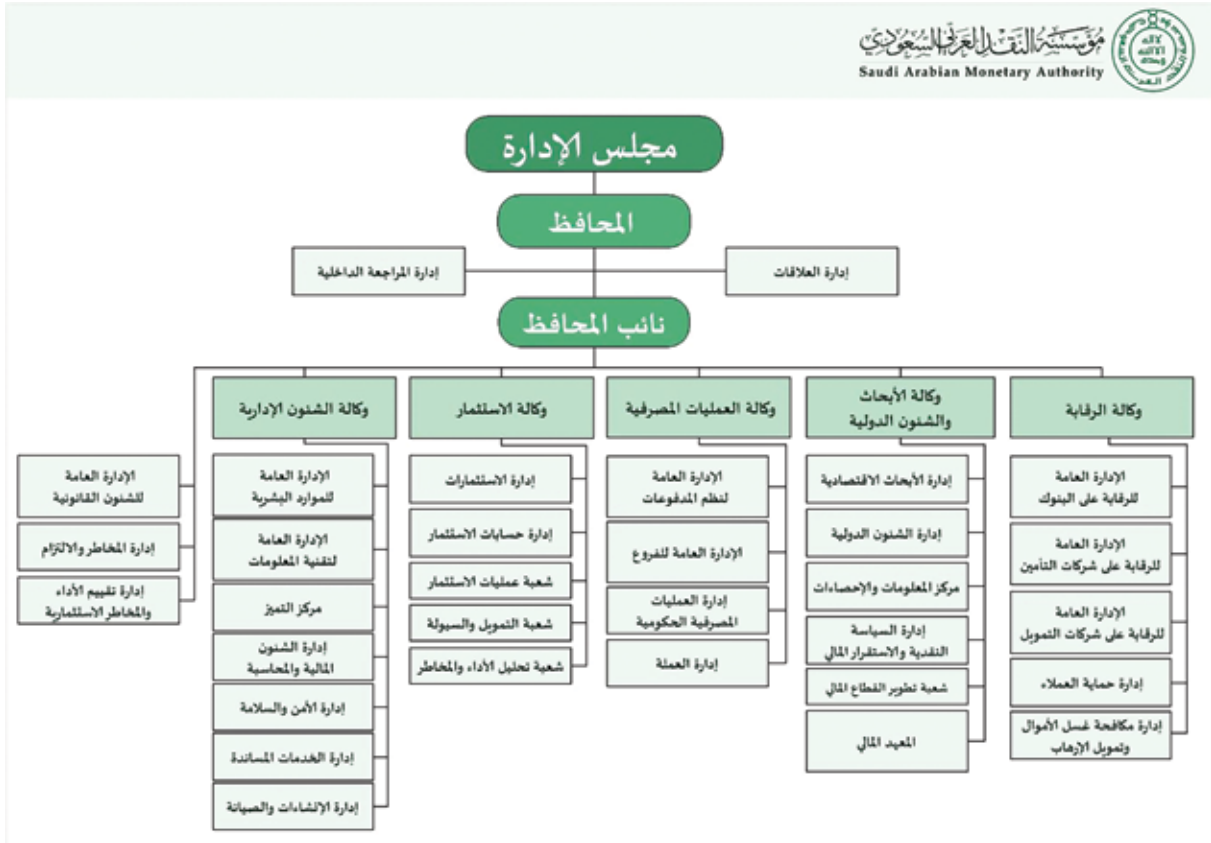 مؤسسة النقد العربي السعودي
Saudi Arabian Monetary Authority
مجلس الإدارة
المحافظ
إدارة العلاقات
إدارة المراجعة الداخلية
نائب المحافظ
وكالة الرقابة
الإدارة العامة
للرقابة على البنوك
الإدارة العامة
للرقابة على شركات التأمين
الإدارة العامة
للرقابة على شركات التمويل
إدارة حماية العملاء
إدارة مكافحة غسل الأموال
وتمويل الإرهاب
وكالة الأبحاث
والشئون الدولية
إدارة الأبحاث الاقتصادية
إدارة الشئون الدولية
مركز المعلومات والإحصاءات
إدارة السياسة
النقدية والاستقرار المالي
شعبة تطوير القطاع المالي
المعهد المالي
وكالة العمليات المصرفية
الإدارة العامة
لنظم المدفوعات
الإدارة العامة للفروع
إدارة العمليات
المصرفية الحكومية
إدارة العملة
وكالة الاستثمار
إدارة الاستثمارات
إدارة حسابات الاستثمار
شعبة عمليات الاستثمار
شعبة التمويل والسيولة
شعبة تحليل الأداء والمخاطر
وكالة الشئون الإدارية
الإدارة العامة
للموارد البشرية
الإدارة العامة
لتقنية المعلومات
مركز التميز
إدارة الشئون
المالية والمحاسبة
إدارة الأمن والسلامة
إدارة الخدمات المساندة
إدارة الإنشاءات والصيانة
الإدارة العامة
للشئون القانونية
إدارة المخاطر والالتزام
إدارة تقييم الأداء
والمخاطر الاستثمارية